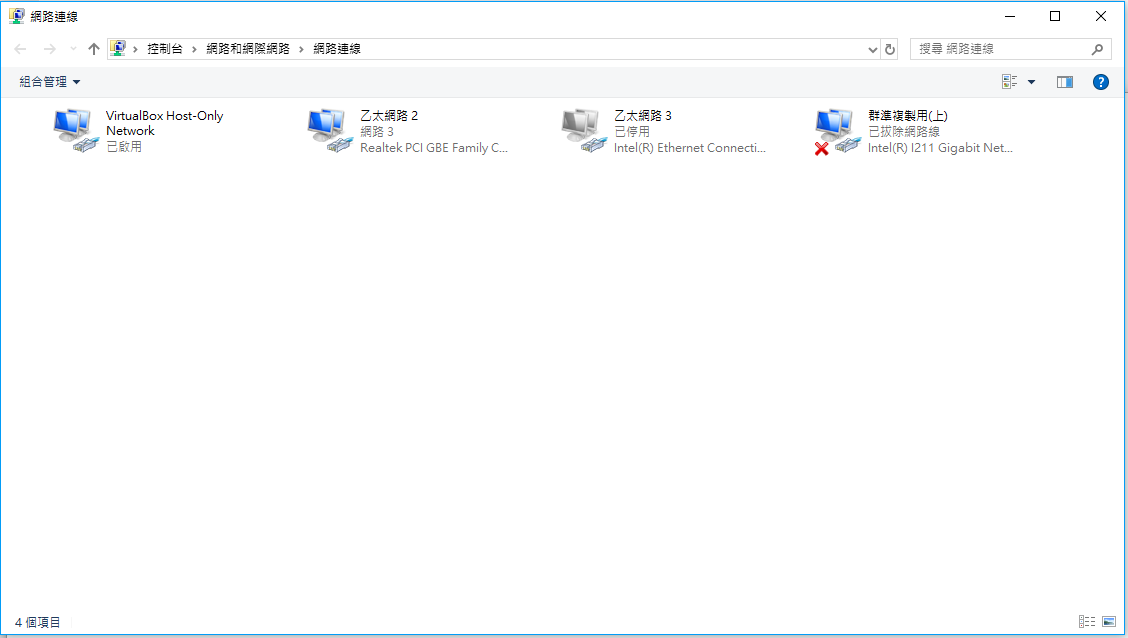 網路連線
控制台 › 網路和網際網路 › 網路連線
搜尋 網路連線
組合管理
VirtualBox Host-Only
Network
已啟用
乙太網路 2
網路 3
Realtek PCI GBE Family C...
乙太網路 3
已停用
Intel(R) Ethernet Connecti...
群準複製用(上)
已拔除網路線
Intel(R) I211 Gigabit Net...
4 個項目